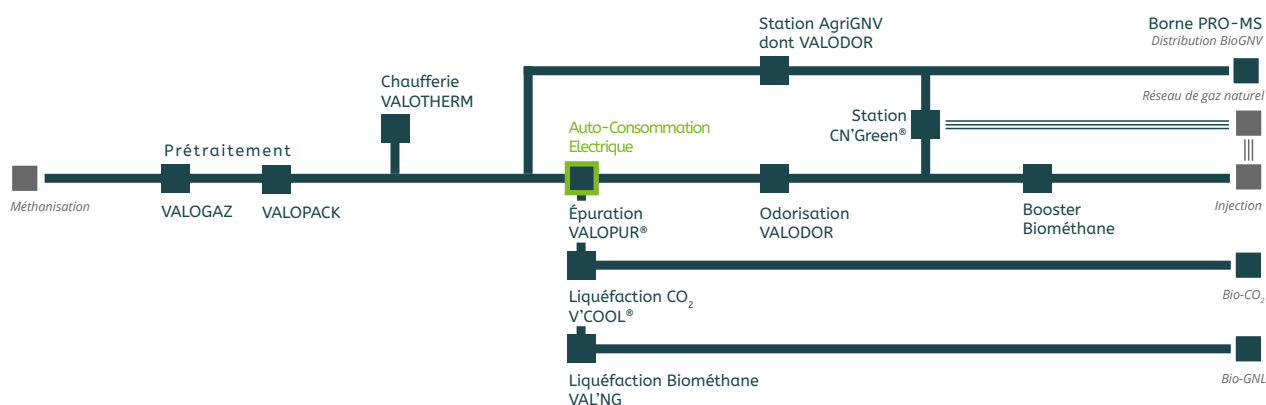 Station AgriGNV
dont VALODOR
Borne PRO-MS
Distribution BioGNV
Chaufferie
VALOTHERM
Réseau de gaz naturel
Station
CN'Green®
Auto-Consommation
Electrique
Prétraitement
Méthanisation
VALOGAZ
VALOPACK
Épuration
VALOPUR®
Odorisation
VALODOR
Booster
Biométhane
Injection
Liquéfaction CO₂
V'COOL®
Bio-CO₂
Liquéfaction Biométhane
VAL'NG
Bio-GNL